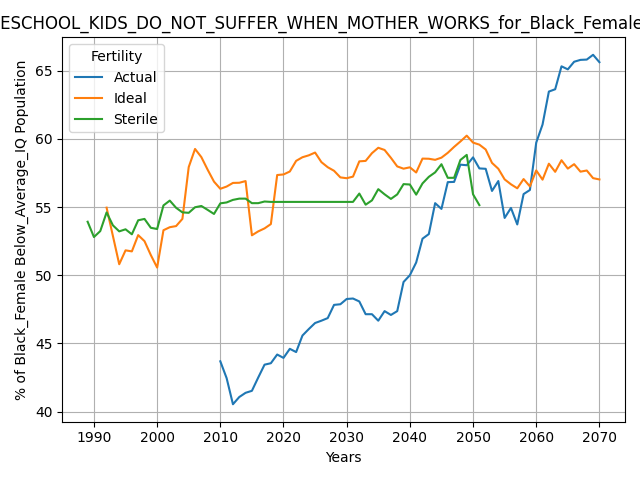 ESCHOOL_KIDS_DO_NOT_SUFFER_WHEN_MOTHER_WORKS_for_Black_Female
Fertility
Actual
Ideal
Sterile
% of Black_Female Below_Average_IQ Population
65
60
55
50
45
40
1990 2000 2010 2020 2030 2040 2050 2060 2070
Years